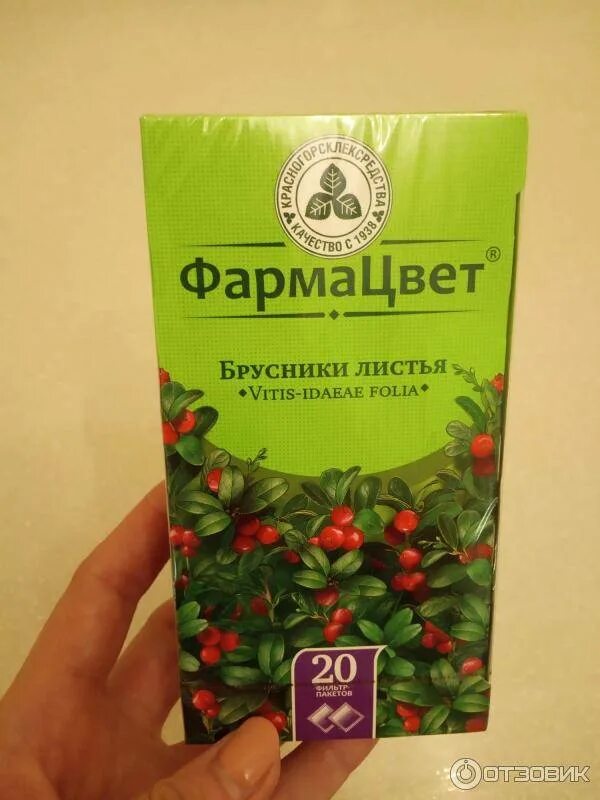 КРАСНОГОРСКЛЕКСРЕДСТВА
КАЧЕСТВО С 1938
ФармаЦвет®
Брусники листья
Vitis-idaeae folia
20
ФИЛЬТР-
ПАКЕТОВ
ОТЗОВИК